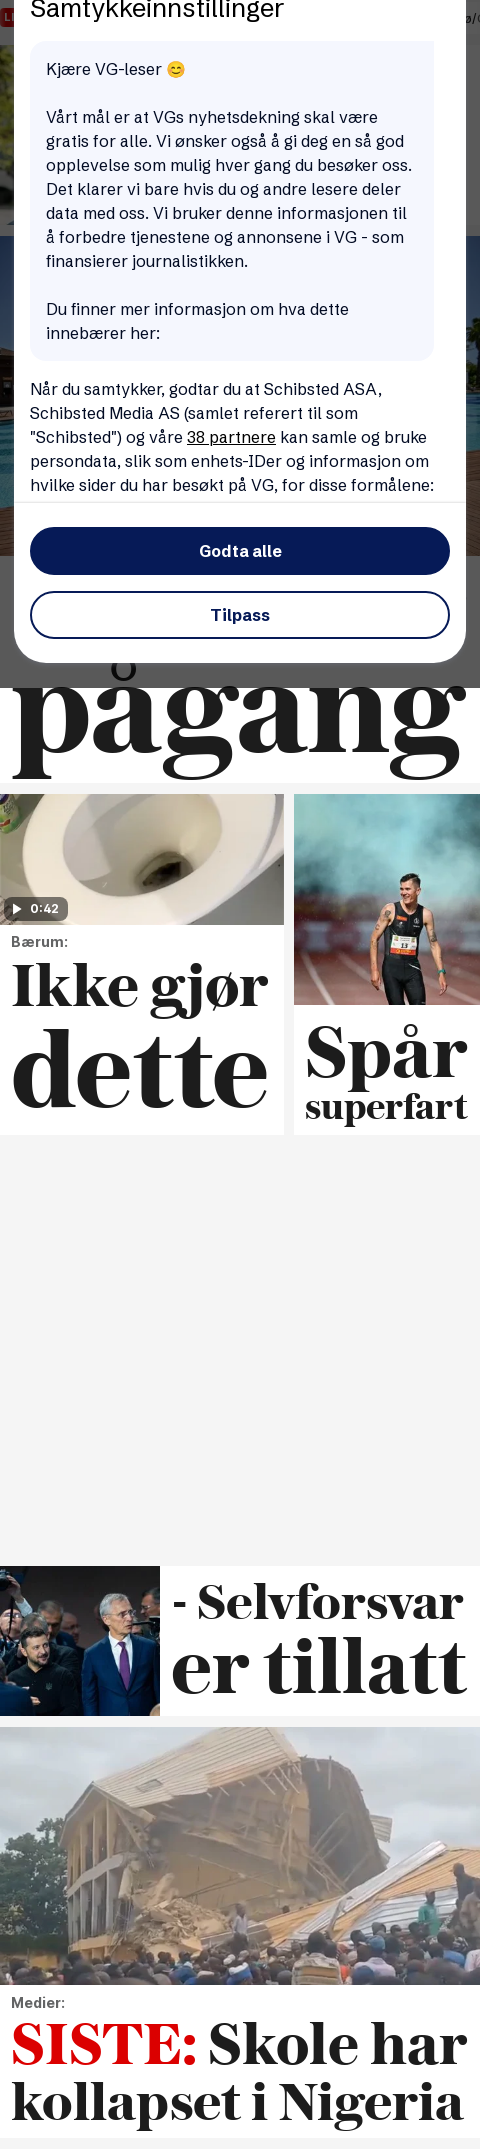 Samtykkeinnstillinger
Kjære VG-leser 😊
Vårt mål er at VGs nyhetsdekning skal være
gratis for alle. Vi ønsker også å gi deg en så god
opplevelse som mulig hver gang du besøker oss.
Det klarer vi bare hvis du og andre lesere deler
data med oss. Vi bruker denne informasjonen til
å forbedre tjenestene og annonsene i VG - som
finansierer journalistikken.
Du finner mer informasjon om hva dette
innebærer her:
Når du samtykker, godtar du at Schibsted ASA,
Schibsted Media AS (samlet referert til som
"Schibsted") og våre 38 partnere kan samle og bruke
persondata, slik som enhets-IDer og informasjon om
hvilke sider du har besøkt på VG, for disse formålene:
Godta alle
Tilpass
pågang
0:42
Bærum:
Ikke gjør
dette
Spår
superfart
- Selvforsvar
er tillatt
Medier:
SISTE: Skole har
kollapset i Nigeria